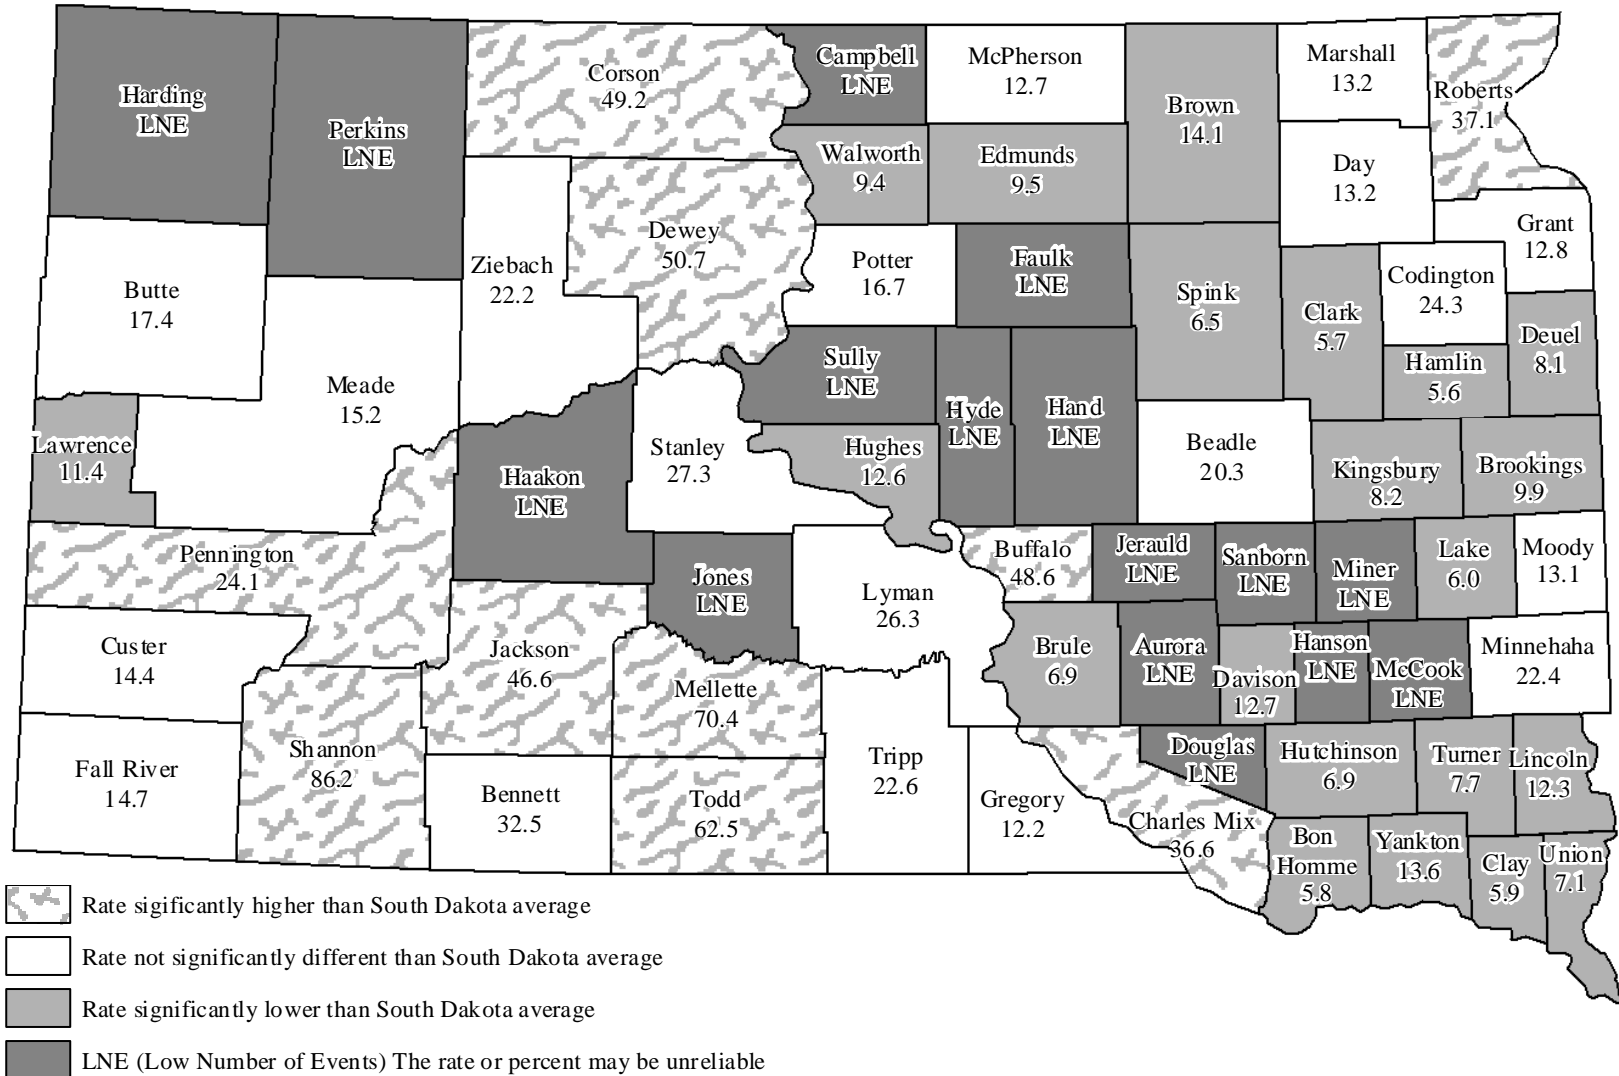 Harding
LNE
Perkins
LNE
Corson
49.2
Campbell
LNE
McPherson
12.7
Brown
14.1
Marshall
13.2
Roberts
37.1
Walworth
9.4
Edmunds
9.5
Day
13.2
Grant
12.8
Butte
17.4
Ziebach
22.2
Dewey
50.7
Potter
16.7
Faulk
LNE
Spink
6.5
Clark
5.7
Codington
24.3
Deuel
8.1
Hamlin
5.6
Meade
15.2
Sully
LNE
Hyde
LNE
Hand
LNE
Lawrence
11.4
Haakon
LNE
Stanley
27.3
Hughes
12.6
Beadle
20.3
Kingsbury
8.2
Brookings
9.9
Pennington
24.1
Jones
LNE
Lyman
26.3
Buffalo
48.6
Jerauld
LNE
Sanborn
LNE
Miner
LNE
Lake
6.0
Moody
13.1
Custer
14.4
Jackson
46.6
Mellette
70.4
Brule
6.9
Aurora
LNE
Davison
12.7
Hanson
LNE
McCook
LNE
Minnehaha
22.4
Fall River
14.7
Shannon
86.2
Bennett
32.5
Todd
62.5
Tripp
22.6
Gregory
12.2
Charles Mix
36.6
Douglas
LNE
Hutchinson
6.9
Turner
7.7
Lincoln
12.3
Bon
Homme
5.8
Yankton
13.6
Clay
5.9
Union
7.1
Rate sigificantly higher than South Dakota average
Rate not significantly different than South Dakota average
Rate significantly lower than South Dakota average
LNE (Low Number of Events) The rate or percent may be unreliable